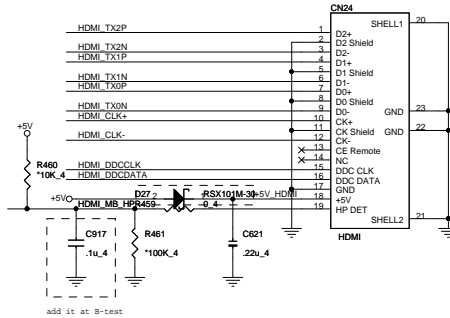 CN24
SHELL1 20
HDMI_TX2P 1 D2+
2 D2 Shield
HDMI_TX2N 3 D2-
HDMI_TX1P 4 D1+
5 D1 Shield
HDMI_TX1N 6 D1-
HDMI_TX0P 7 D0+
8 D0 Shield
HDMI_TX0N 9 D0- GND 23
HDMI_CLK+ 10 CK+
11 CK Shield GND 22
HDMI_CLK- 12 CK-
13 CE Remote
14 NC
HDMI_DDCCLK 15 DDC CLK
HDMI_DDCDATA 16 DDC DATA
17 GND
+5V D27 2 RSX101M-30 +5V_HDMI 18 +5V
HDMI_MB_HP R459 0_4 19 HP DET
SHELL2 21
HDMI
+5V
R460
*10K_4
C917
.1u_4
R461
*100K_4
C621
.22u_4
add it at B-test